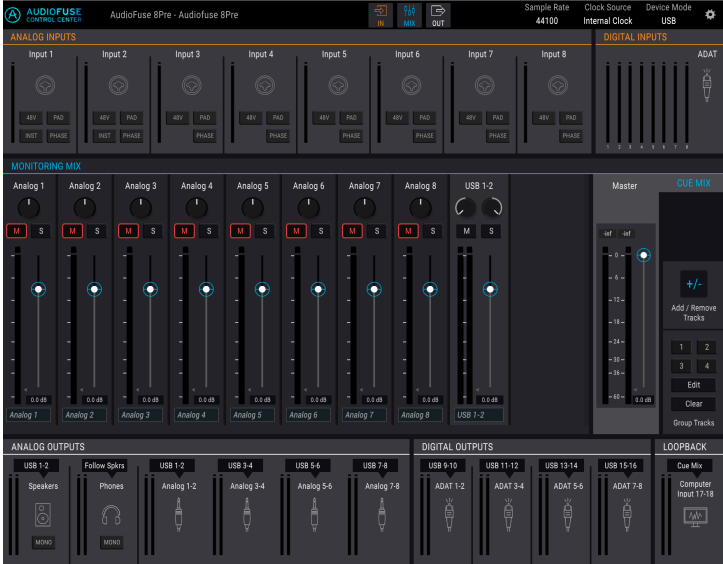 AUDIOFUSE
CONTROL CENTER
AudioFuse 8Pre - Audiofuse 8Pre
IN MIX OUT
Sample Rate Clock Source Device Mode
44100 Internal Clock USB
ANALOG INPUTS
DIGITAL INPUTS
Input 1 Input 2 Input 3 Input 4 Input 5 Input 6 Input 7 Input 8
ADAT
48V PAD 48V PAD 48V PAD 48V PAD 48V PAD 48V PAD 48V PAD 48V PAD
INST PHASE INST PHASE PHASE PHASE PHASE PHASE PHASE PHASE
1 2 3 4 5 6 7 8
MONITORING MIX
Analog 1 Analog 2 Analog 3 Analog 4 Analog 5 Analog 6 Analog 7 Analog 8 USB 1-2 Master
CUE MIX
M S M S M S M S M S M S M S M S M S
-inf -inf
- 0 -
- 6 -
- 12 -
- 18 -
- 24 -
- 30 -
- 36 -
- 60 -
+/-
Add / Remove
Tracks
1 2
3 4
Edit
Clear
Group Tracks
0.0 dB 0.0 dB 0.0 dB 0.0 dB 0.0 dB 0.0 dB 0.0 dB 0.0 dB 0.0 dB 0.0 dB
Analog 1 Analog 2 Analog 3 Analog 4 Analog 5 Analog 6 Analog 7 Analog 8 USB 1-2
ANALOG OUTPUTS
DIGITAL OUTPUTS
LOOPBACK
USB 1-2 Follow Spkrs USB 1-2 USB 3-4 USB 5-6 USB 7-8 USB 9-10 USB 11-12 USB 13-14 USB 15-16 Cue Mix
Speakers Phones Analog 1-2 Analog 3-4 Analog 5-6 Analog 7-8 ADAT 1-2 ADAT 3-4 ADAT 5-6 ADAT 7-8 Computer
Input 17-18
MONO MONO